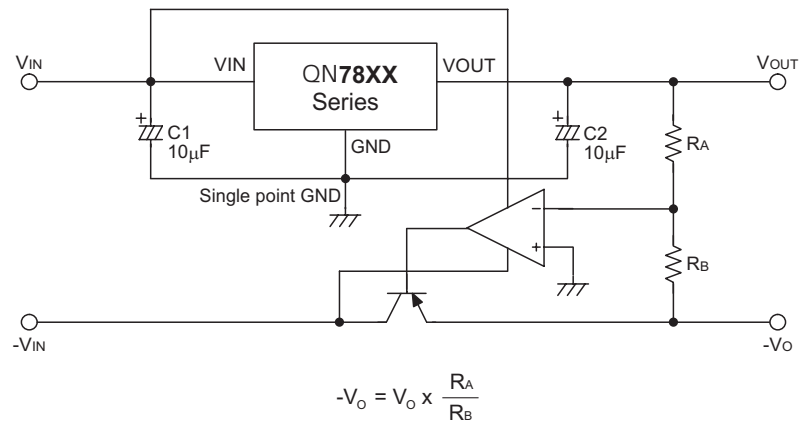 VIN
VIN
QN78XX
Series
VOUT
VOUT
+
C1
10μF
+
C2
10μF
RA
GND
Single point GND
−
+
RB
-VIN
-VO
-VO = VO x RA
RB